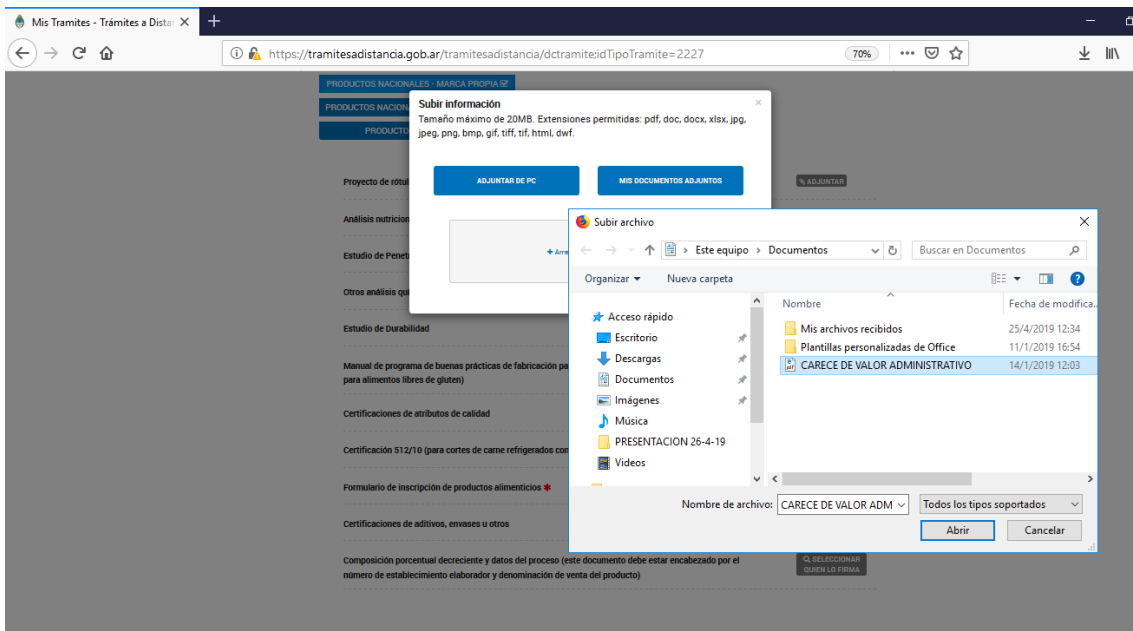 Mis Tramites - Trámites a Dista
https://tramitesadistancia.gob.ar/tramitesadistancia/dctramite;idTipoTramite=2227
70%
PRODUCTOS NACIONALES - MARCA PROPIA
PRODUCTOS NACION
PRODUCTO
Subir información
Tamaño máximo de 20MB. Extensiones permitidas: pdf, doc, docx, xlsx, jpg,
jpeg, png, bmp, gif, tiff, tif, html, dwf.
ADJUNTAR DE PC
MIS DOCUMENTOS ADJUNTOS
+ Arra
Proyecto de rótul
ADJUNTAR
Análisis nutricion
Estudio de Penet
Otros análisis quí
Estudio de Durabilidad
Manual de programa de buenas prácticas de fabricación pa
para alimentos libres de gluten)
Certificaciones de atributos de calidad
Certificación 512/10 (para cortes de carne refrigerados con
Formulario de inscripción de productos alimenticios *
Certificaciones de aditivos, envases u otros
Composición porcentual decreciente y datos del proceso (este documento debe estar encabezado por el
número de establecimiento elaborador y denominación de venta del producto)
SELECCIONAR
QUIEN LO FIRMA
Subir archivo
Este equipo > Documentos
Buscar en Documentos
Organizar
Nueva carpeta
Acceso rápido
Escritorio
Descargas
Documentos
Imágenes
Música
PRESENTACION 26-4-19
Videos
Nombre
Fecha de modifica..
Mis archivos recibidos
25/4/2019 12:34
Plantillas personalizadas de Office
11/1/2019 16:54
CARECE DE VALOR ADMINISTRATIVO
14/1/2019 12:03
Nombre de archivo:
CARECE DE VALOR ADM
Todos los tipos soportados
Abrir
Cancelar